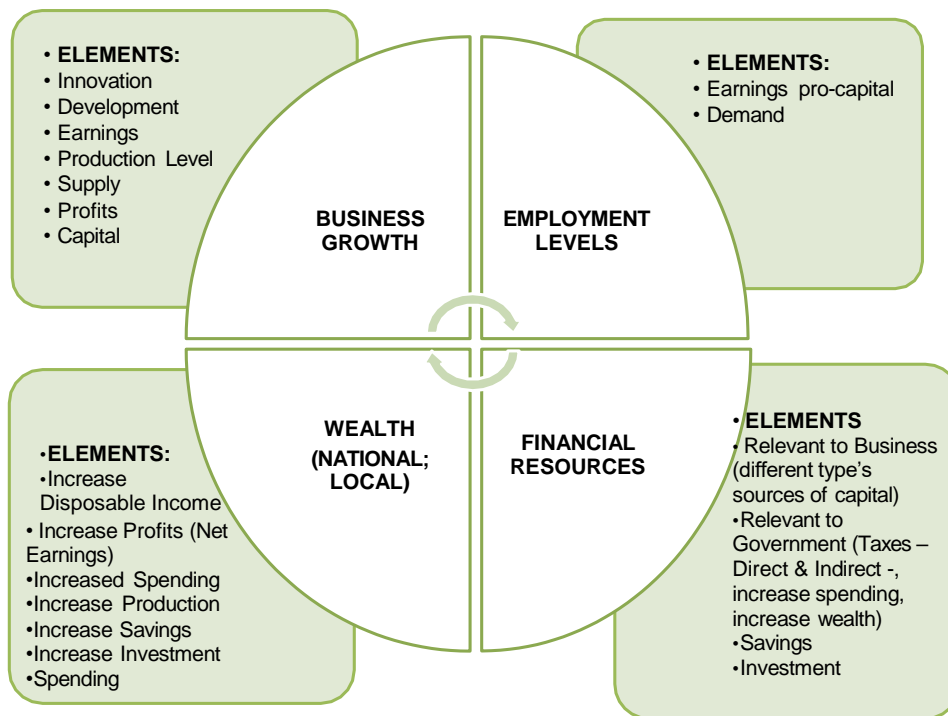 • ELEMENTS:
• Innovation
• Development
• Earnings
• Production Level
• Supply
• Profits
• Capital
BUSINESS
GROWTH
• ELEMENTS:
• Earnings pro-capital
• Demand
EMPLOYMENT
LEVELS
•ELEMENTS:
•Increase
Disposable Income
• Increase Profits (Net
Earnings)
•Increased Spending
•Increase Production
•Increase Savings
•Increase Investment
•Spending
WEALTH
(NATIONAL;
LOCAL)
FINANCIAL
RESOURCES
• ELEMENTS
• Relevant to Business
(different type's
sources of capital)
•Relevant to
Government (Taxes –
Direct & Indirect -,
increase spending,
increase wealth)
•Savings
•Investment